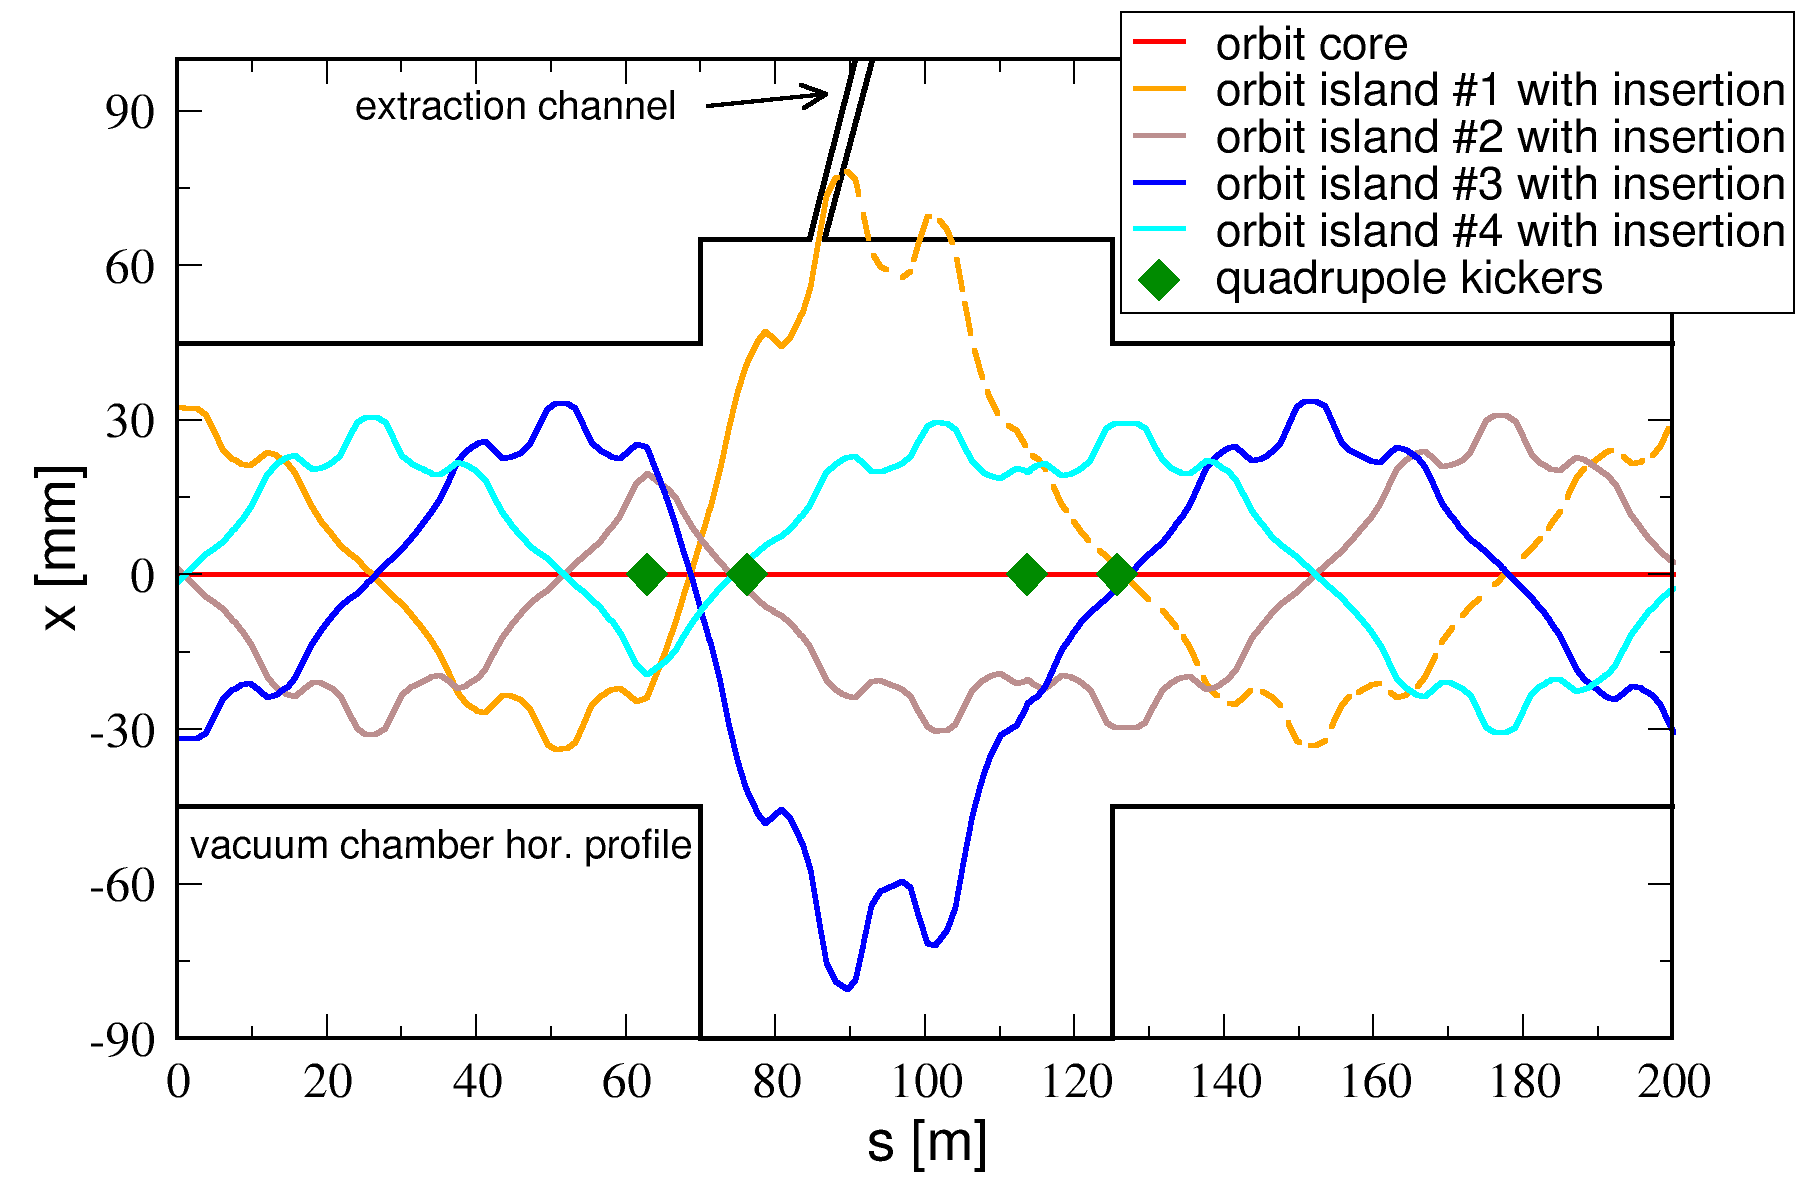 orbit core
orbit island #1 with insertion
orbit island #2 with insertion
orbit island #3 with insertion
orbit island #4 with insertion
quadrupole kickers
extraction channel
90
60
30
0
-30
-60
-90
x [mm]
vacuum chamber hor. profile
0 20 40 60 80 100 120 140 160 180 200
s [m]